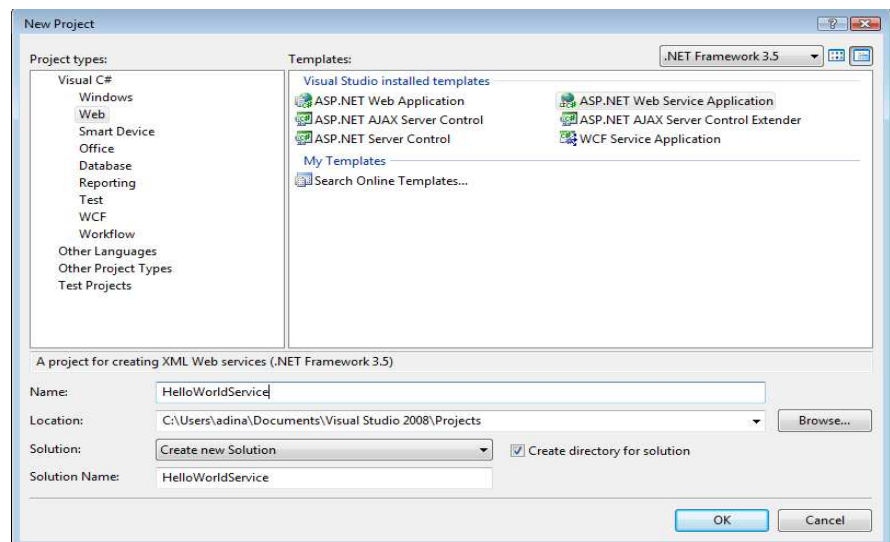 New Project
Project types:
Templates:
.NET Framework 3.5
Visual C#
Windows
Web
Smart Device
Office
Database
Reporting
Test
WCF
Workflow
Other Languages
Other Project Types
Test Projects
Visual Studio installed templates
ASP.NET Web Application
ASP.NET Web Service Application
ASP.NET AJAX Server Control
ASP.NET AJAX Server Control Extender
ASP.NET Server Control
WCF Service Application
My Templates
Search Online Templates...
A project for creating XML Web services (.NET Framework 3.5)
Name:
HelloWorldService
Location:
C:\Users\adina\Documents\Visual Studio 2008\Projects
Browse...
Solution:
Create new Solution
Create directory for solution
Solution Name:
HelloWorldService
OK
Cancel